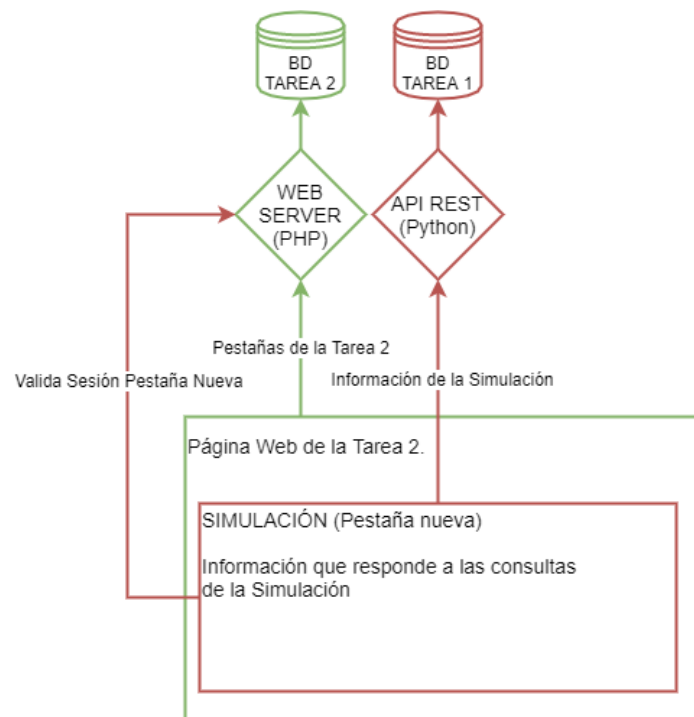 BD
TAREA 2
BD
TAREA 1
WEB
SERVER
(PHP)
API REST
(Python)
Pestañas de la Tarea 2
Valida Sesión Pestaña Nueva
Información de la Simulación
Página Web de la Tarea 2.
SIMULACIÓN (Pestaña nueva)
Información que responde a las consultas
de la Simulación